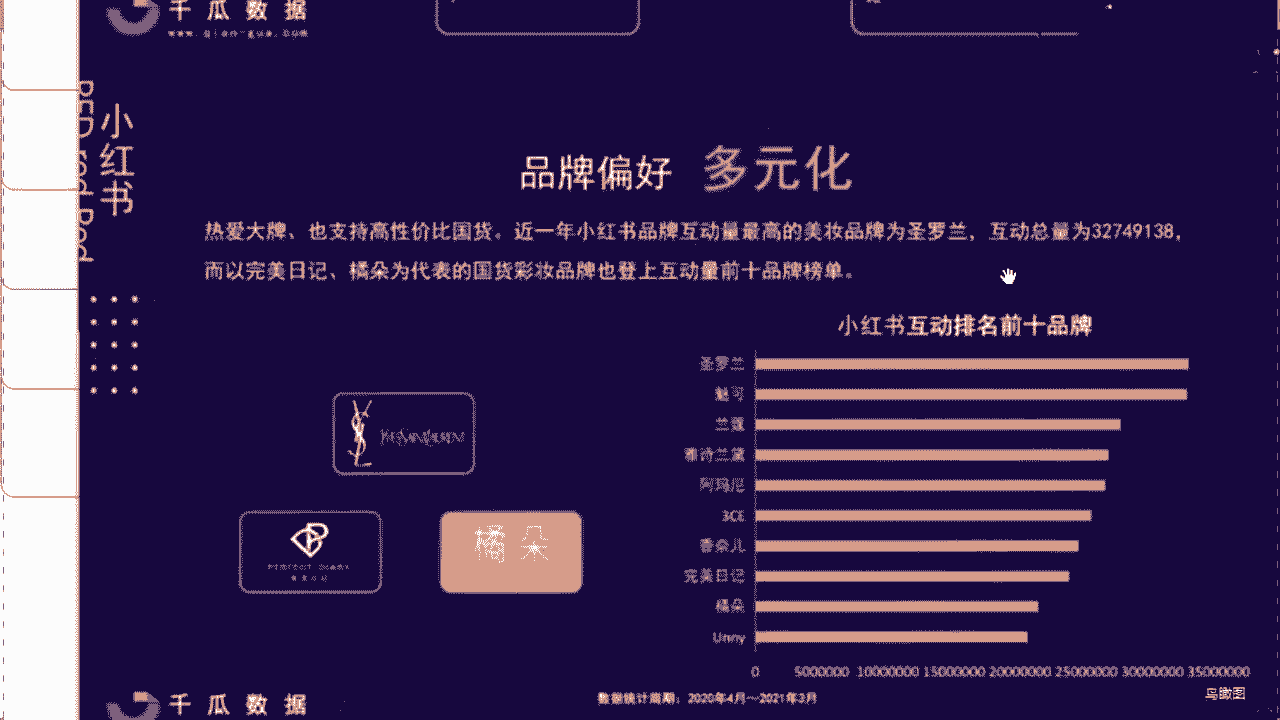 千瓜数据
www.qian-gua.com
小红书
品牌偏好 多元化
热爱大牌、也支持高性价比国货。近一年小红书品牌互动量最高的美妆品牌为圣罗兰，互动总量为32749138，
而以完美日记、橘朵为代表的国货彩妆品牌也登上互动量前十品牌榜单。
小红书互动排名前十品牌
圣罗兰
魅可
兰蔻
雅诗兰黛
阿玛尼
3CE
香奈儿
完美日记
橘朵
Unny
0 5000000 10000000 15000000 20000000 25000000 30000000 35000000
YSL YvesSaintLaurent
PERFECT DIARY
完美日记
橘朵
数据统计周期：2020年4月~2021年3月
鸟瞰图
千瓜数据